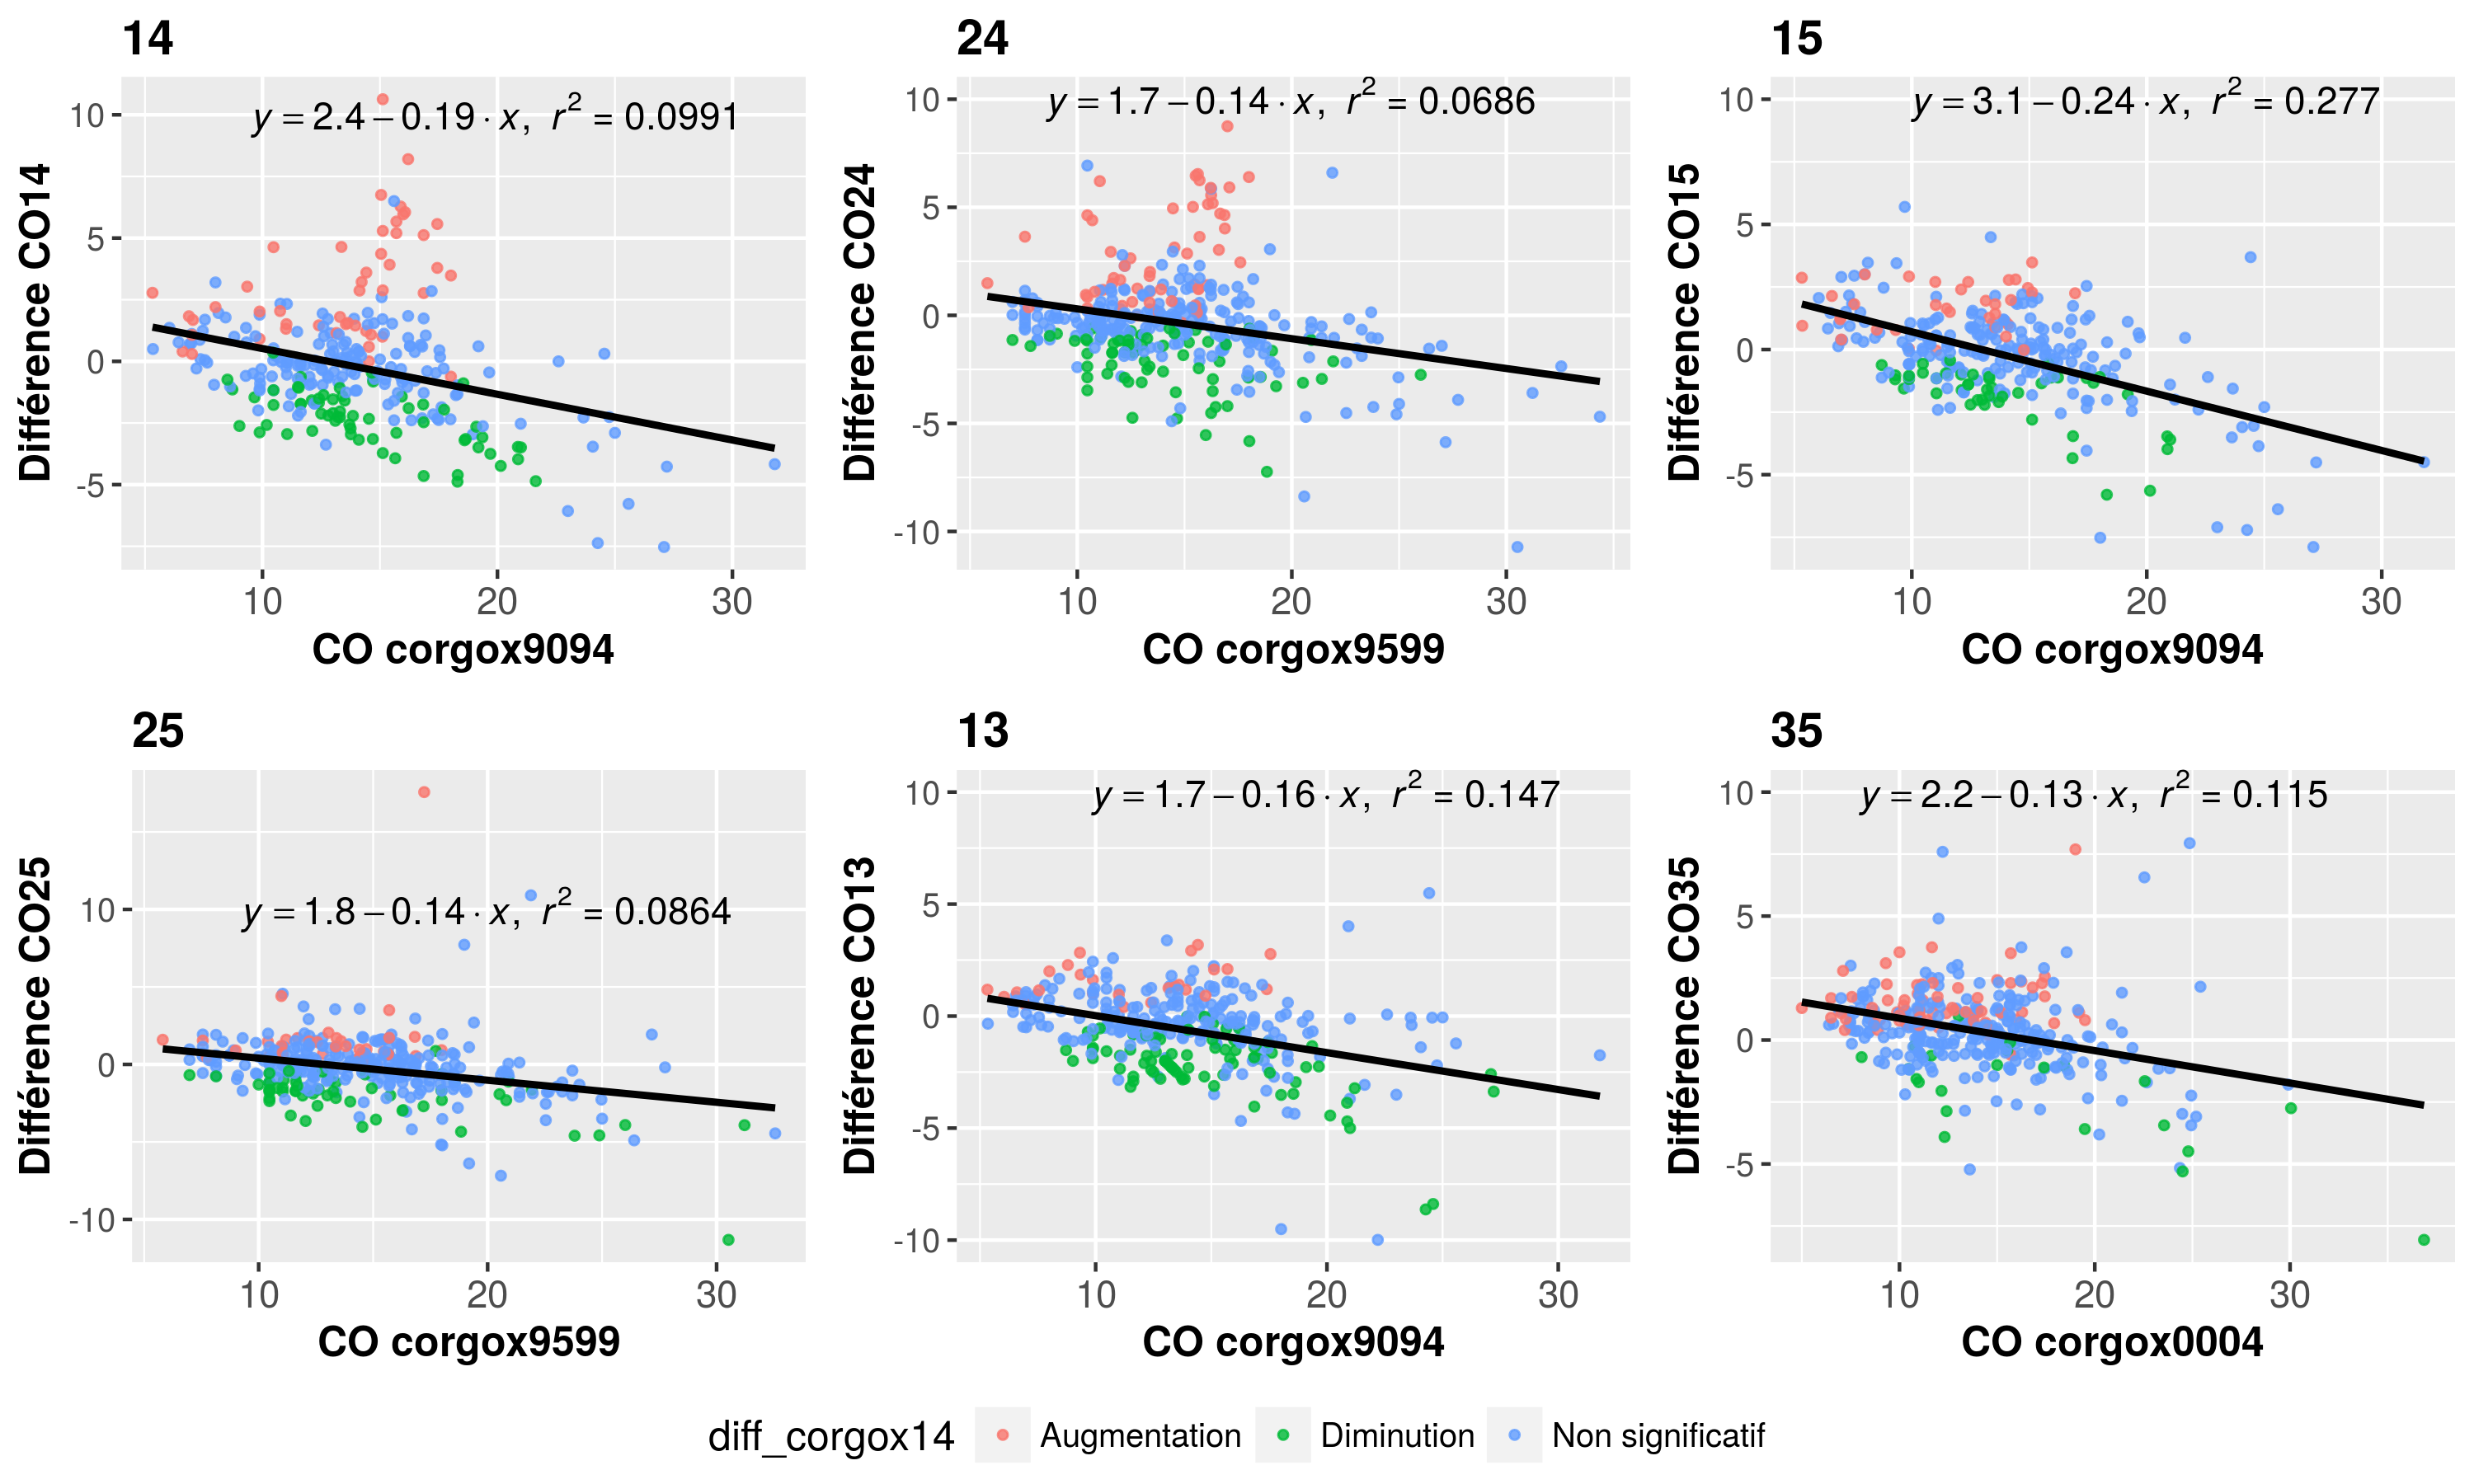 14
y = 2.4 − 0.19 · x, r² = 0.0991
Différence CO14
10
5
0
-5
10 20 30
CO corgox9094
24
y = 1.7 − 0.14 · x, r² = 0.0686
Différence CO24
10
5
0
-5
-10
10 20 30
CO corgox9599
15
y = 3.1 − 0.24 · x, r² = 0.277
Différence CO15
10
5
0
-5
10 20 30
CO corgox9094
25
y = 1.8 − 0.14 · x, r² = 0.0864
Différence CO25
10
0
-10
10 20 30
CO corgox9599
13
y = 1.7 − 0.16 · x, r² = 0.147
Différence CO13
10
5
0
-5
-10
10 20 30
CO corgox9094
35
y = 2.2 − 0.13 · x, r² = 0.115
Différence CO35
10
5
0
-5
10 20 30
CO corgox0004
diff_corgox14 Augmentation Diminution Non significatif